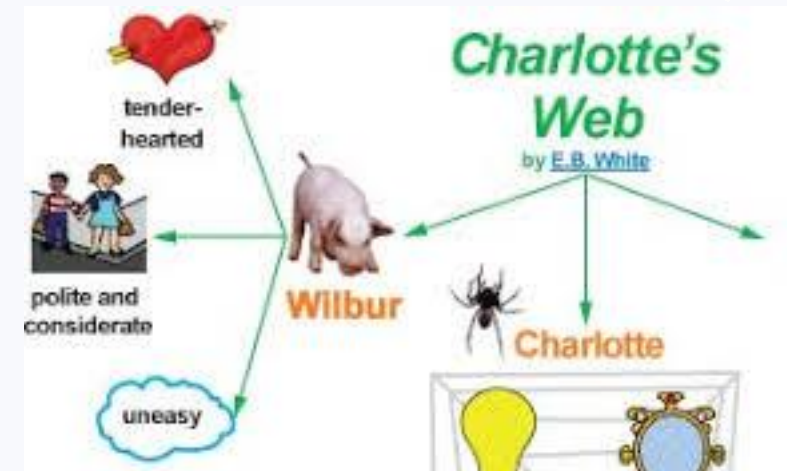 Charlotte's
Web
by E.B. White
tender-
hearted
polite and
considerate
uneasy
Wilbur
Charlotte